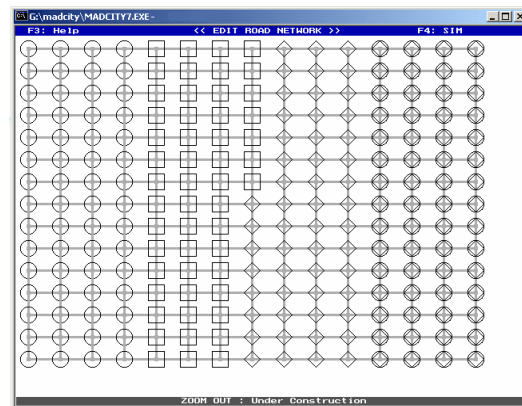 G:\madcity\MADCITY7.EXE-
F3: Help << EDIT ROAD NETWORK >> F4: SIM
ZOOM OUT : Under Construction